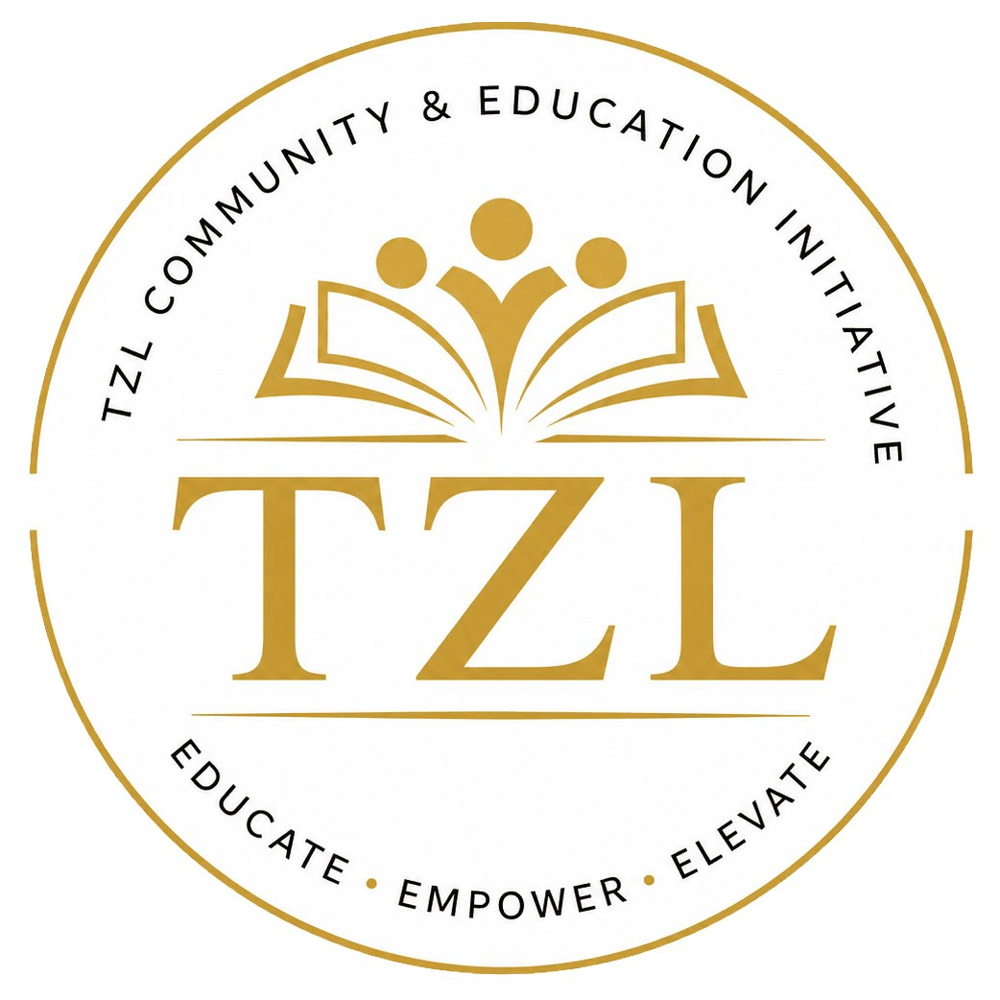 TZL COMMUNITY & EDUCATION INITIATIVE
TZL
EDUCATE • EMPOWER • ELEVATE